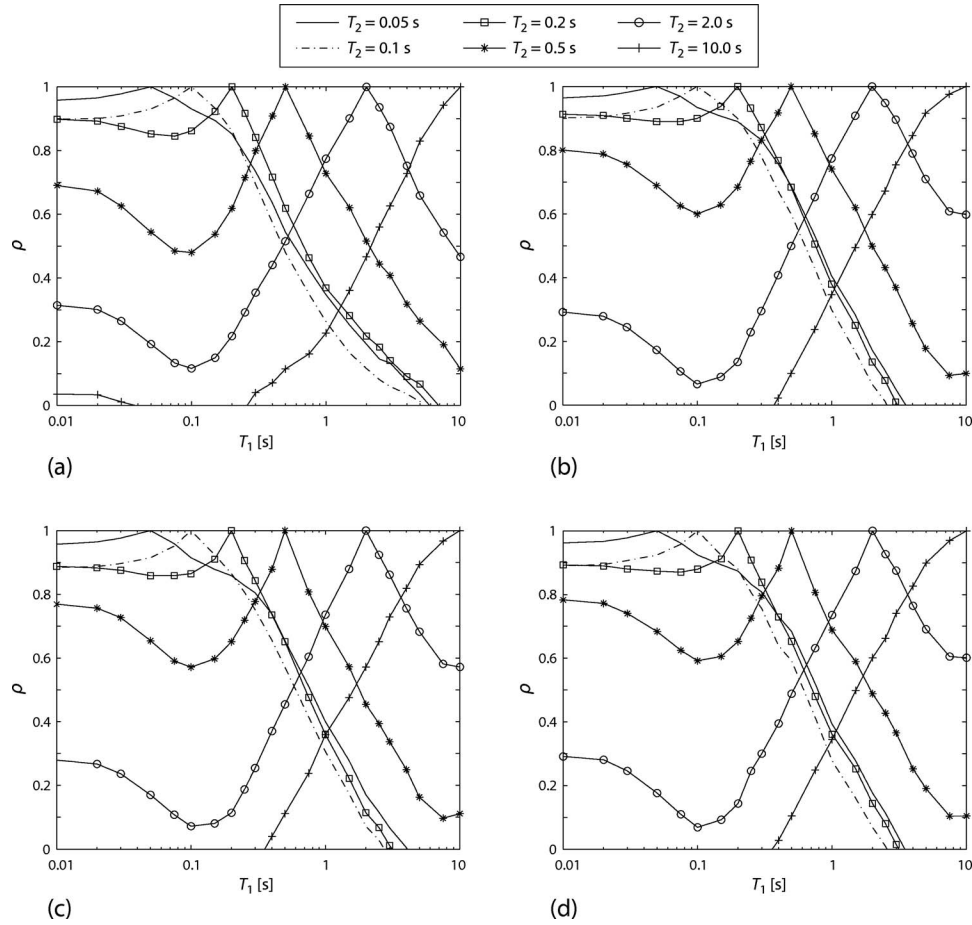 T₂ = 0.05 s T₂ = 0.2 s T₂ = 2.0 s
T₂ = 0.1 s T₂ = 0.5 s T₂ = 10.0 s
1
0.8
0.6
0.4
0.2
0
ρ
0.01 0.1 1 10
T₁ [s]
(a)
1
0.8
0.6
0.4
0.2
0
ρ
0.01 0.1 1 10
T₁ [s]
(b)
1
0.8
0.6
0.4
0.2
0
ρ
0.01 0.1 1 10
T₁ [s]
(c)
1
0.8
0.6
0.4
0.2
0
ρ
0.01 0.1 1 10
T₁ [s]
(d)